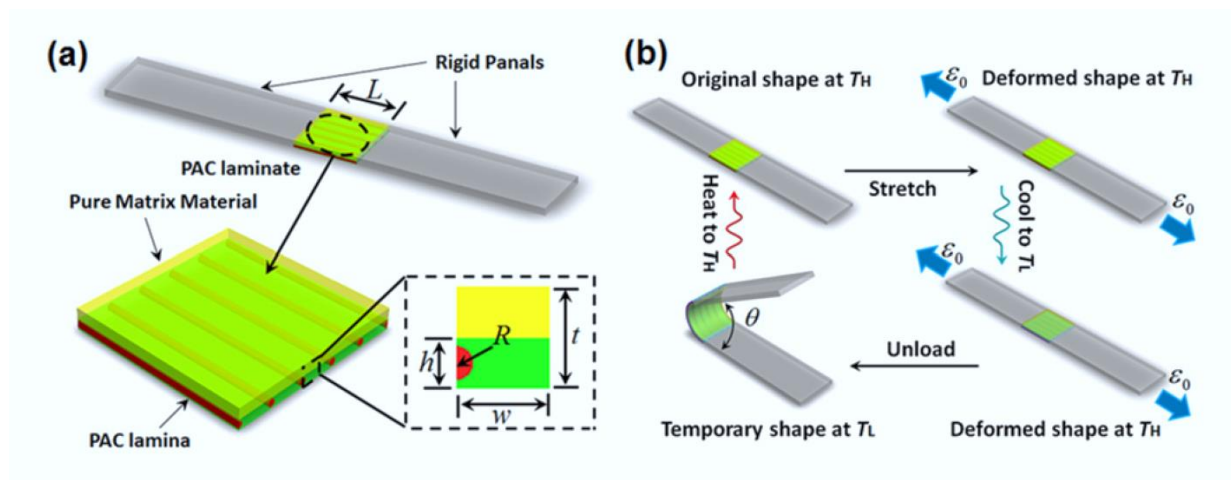 (a)
Rigid Panals
L
PAC laminate
Pure Matrix Material
R
t
h
w
PAC lamina
(b)
Original shape at TH
Deformed shape at TH
ε0
Stretch
ε0
Heat to TH
Cool to TL
ε0
θ
Unload
ε0
Temporary shape at TL
Deformed shape at TH